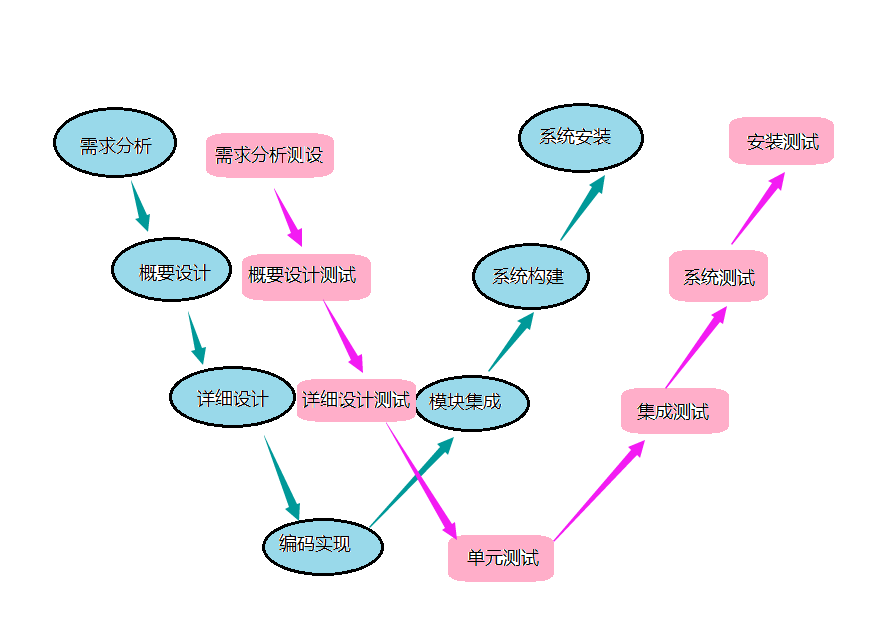 需求分析
需求分析测设
系统安装
安装测试
概要设计
概要设计测试
系统构建
系统测试
详细设计
详细设计测试
模块集成
集成测试
编码实现
单元测试